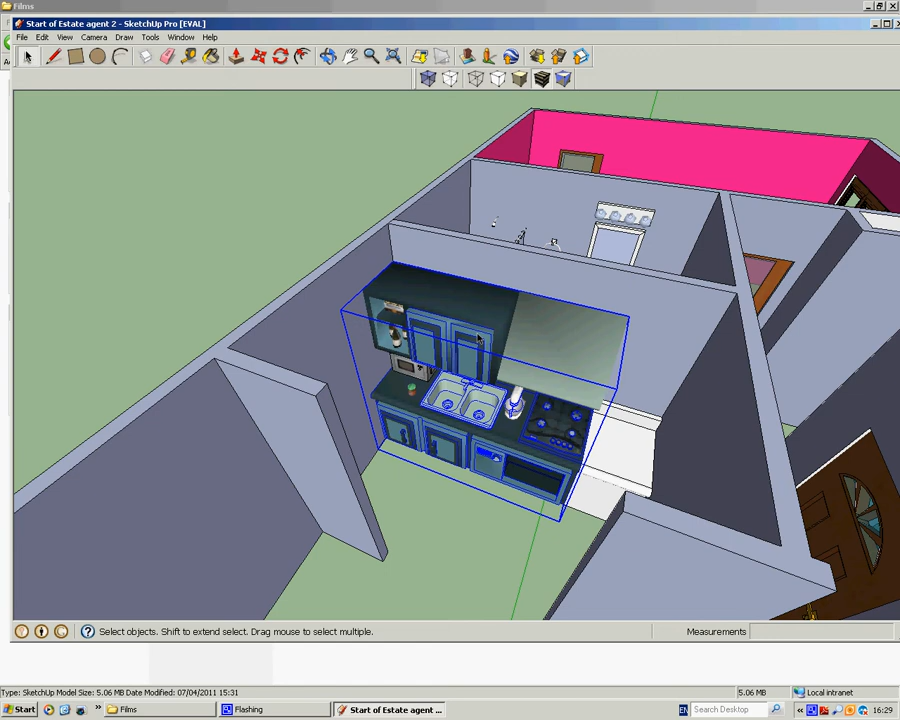 Films
Start of Estate agent 2 - SketchUp Pro [EVAL]
File Edit View Camera Draw Tools Window Help
Select objects. Shift to extend select. Drag mouse to select multiple. Measurements
Type: SketchUp Model Size: 5.06 MB Date Modified: 07/04/2011 15:31 5.06 MB Local intranet
Start Films Flashing Start of Estate agent ... EN Search Desktop 16:29